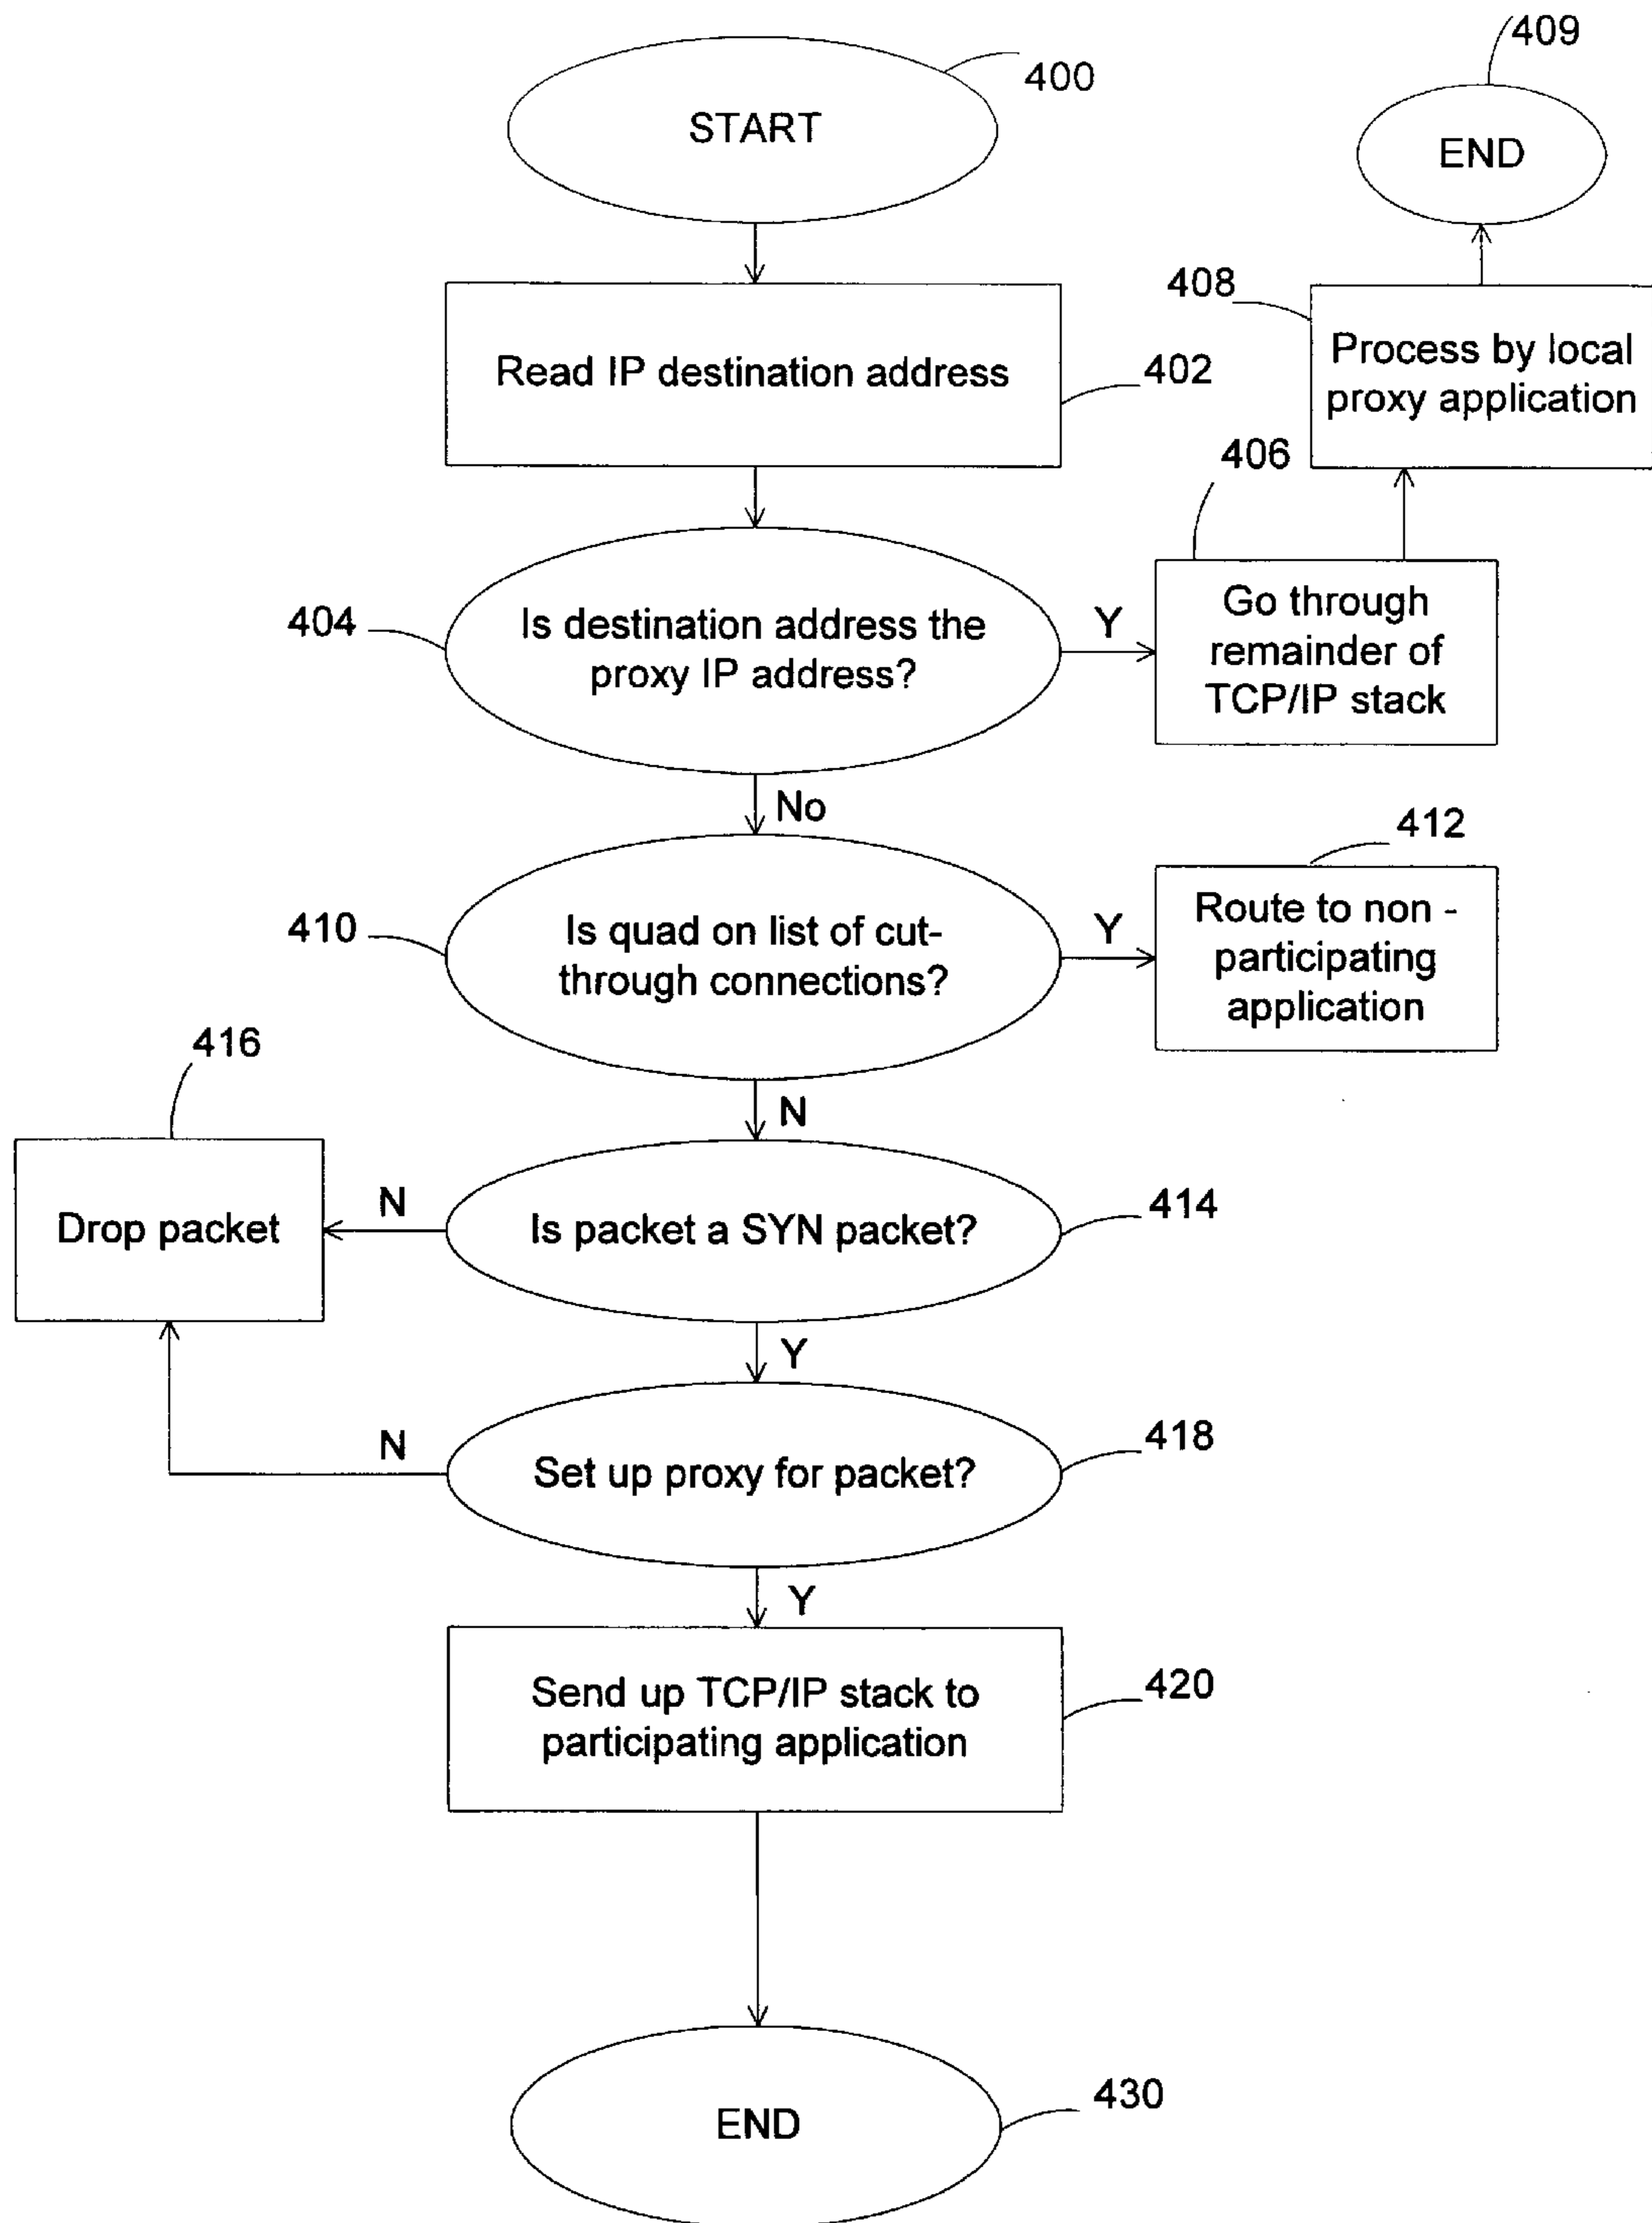 START
400
409
END
Read IP destination address
402
408
Process by local
proxy application
406
404
Is destination address the
proxy IP address?
Y
Go through
remainder of
TCP/IP stack
No
410
Is quad on list of cut-
through connections?
Y
412
Route to non -
participating
application
N
416
Drop packet
N
Is packet a SYN packet?
414
Y
N
Set up proxy for packet?
418
Y
Send up TCP/IP stack to
participating application
420
END
430